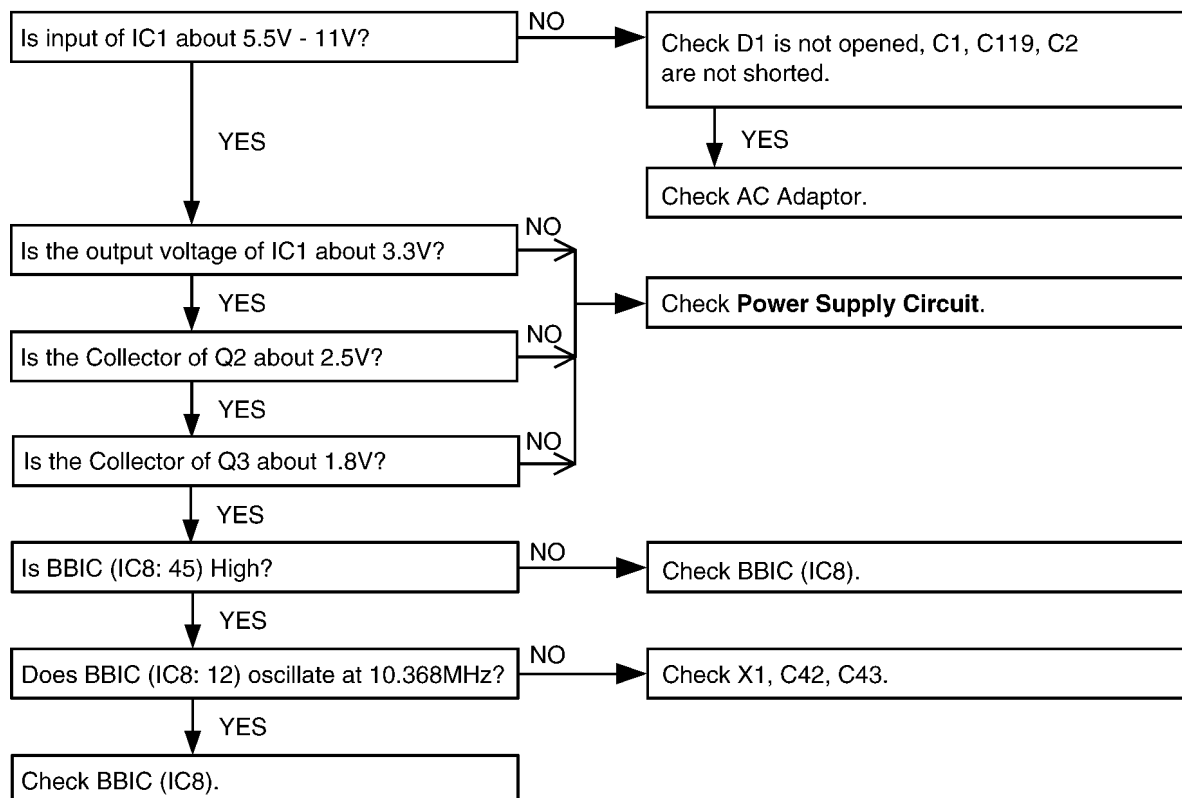 Is input of IC1 about 5.5V - 11V?
NO
Check D1 is not opened, C1, C119, C2
are not shorted.
YES
YES
Check AC Adaptor.
Is the output voltage of IC1 about 3.3V?
NO
YES
Check Power Supply Circuit.
Is the Collector of Q2 about 2.5V?
NO
YES
Is the Collector of Q3 about 1.8V?
NO
YES
Is BBIC (IC8: 45) High?
NO
Check BBIC (IC8).
YES
Does BBIC (IC8: 12) oscillate at 10.368MHz?
NO
Check X1, C42, C43.
YES
Check BBIC (IC8).